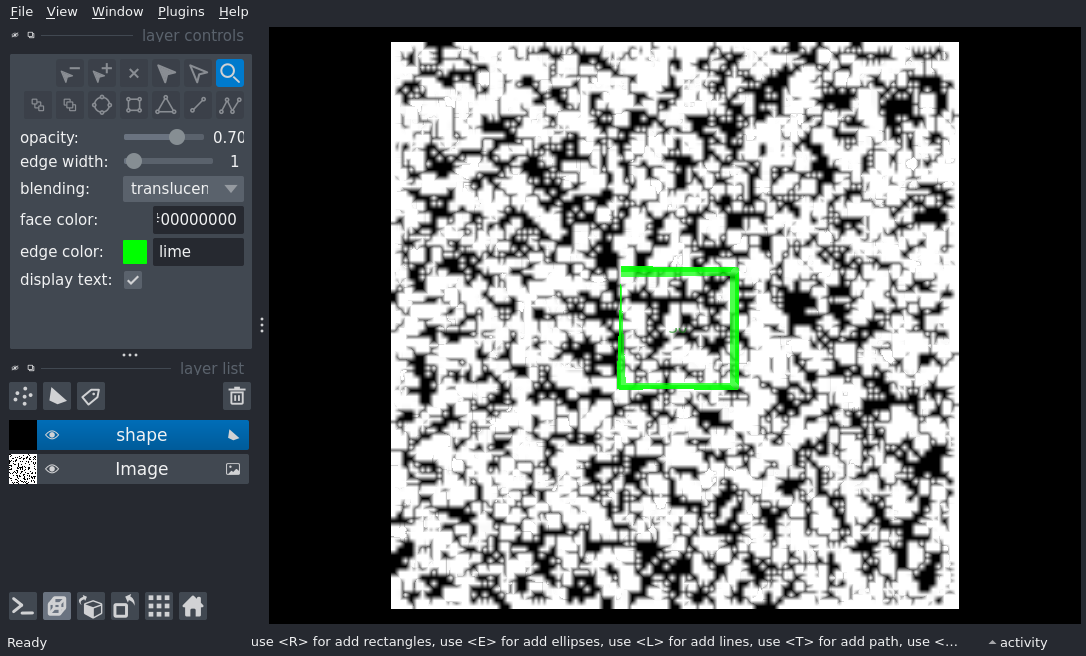 File View Window Plugins Help
layer controls
opacity: 0.70
edge width: 1
blending: translucen
face color: 00000000
edge color: lime
display text:
layer list
shape
Image
Ready use <R> for add rectangles, use <E> for add ellipses, use <L> for add lines, use <T> for add path, use <... activity